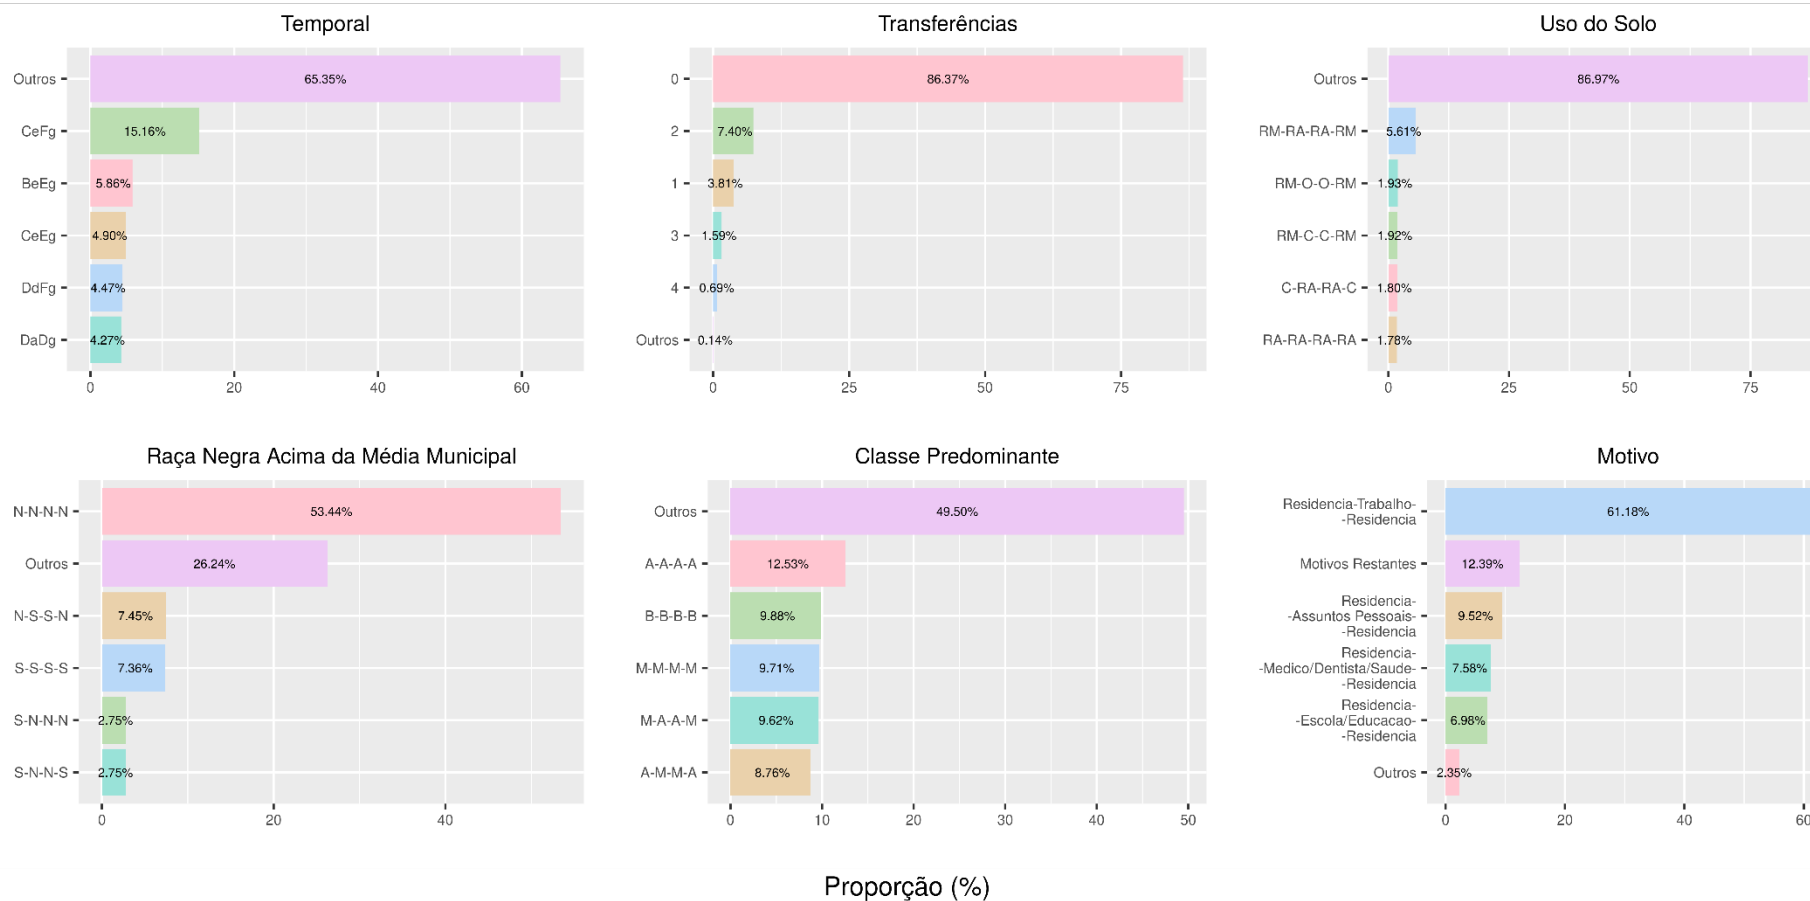 Temporal
Outros
65.35%
CeFg
15.16%
BeEg
5.86%
CeEg
4.90%
DdFg
4.47%
DaDg
4.27%
0 20 40 60
Transferências
0
86.37%
2
7.40%
1
3.81%
3
1.59%
4
0.69%
Outros
0.14%
0 25 50 75
Uso do Solo
Outros
86.97%
RM-RA-RA-RM
5.61%
RM-O-O-RM
1.93%
RM-C-C-RM
1.92%
C-RA-RA-C
1.80%
RA-RA-RA-RA
1.78%
0 25 50 75
Raça Negra Acima da Média Municipal
N-N-N-N
53.44%
Outros
26.24%
N-S-S-N
7.45%
S-S-S-S
7.36%
S-N-N-N
2.75%
S-N-N-S
2.75%
0 20 40
Classe Predominante
Outros
49.50%
A-A-A-A
12.53%
B-B-B-B
9.88%
M-M-M-M
9.71%
M-A-A-M
9.62%
A-M-M-A
8.76%
0 10 20 30 40 50
Motivo
Residencia-Trabalho-
-Residencia
61.18%
Motivos Restantes
12.39%
Residencia-
-Assuntos Pessoais-
-Residencia
9.52%
Residencia-
-Medico/Dentista/Saude-
-Residencia
7.58%
Residencia-
-Escola/Educacao-
-Residencia
6.98%
Outros
2.35%
0 20 40 60
Proporção (%)